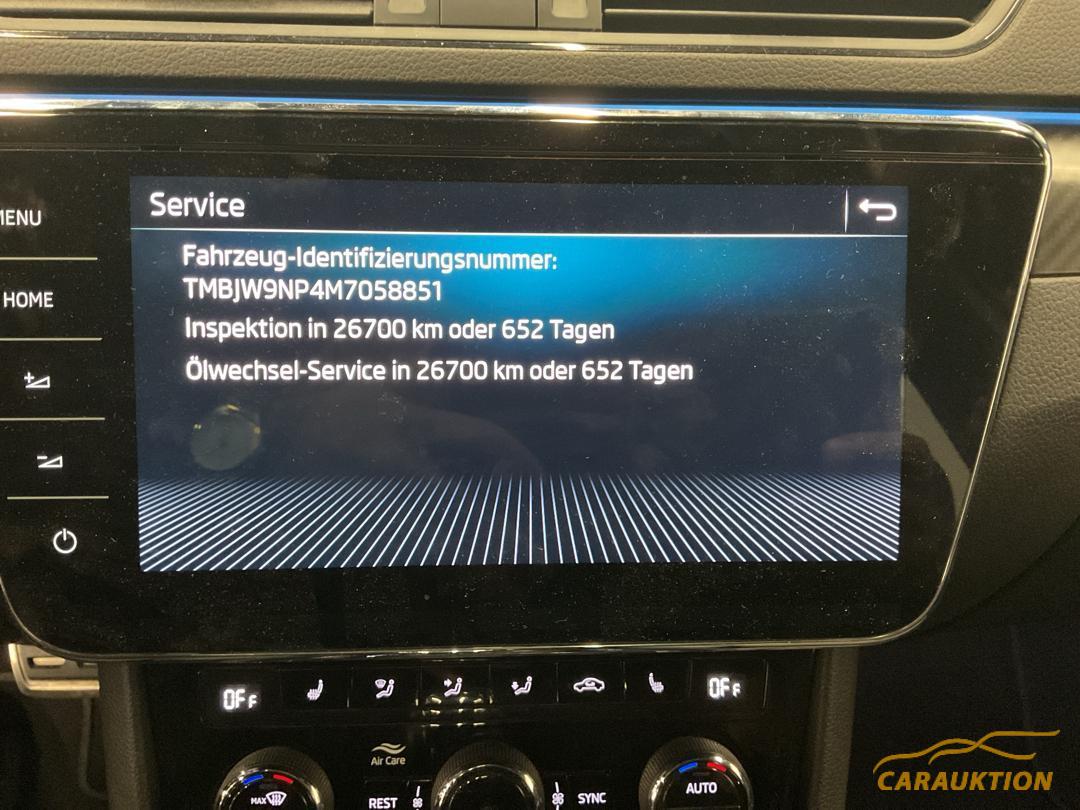 Service
MENU
Fahrzeug-Identifizierungsnummer:
TMBJW9NP4M7058851
HOME
Inspektion in 26700 km oder 652 Tagen
Ölwechsel-Service in 26700 km oder 652 Tagen
OFF
OFF
Air Care
MAX
REST
SYNC
AUTO
CARAUKTION